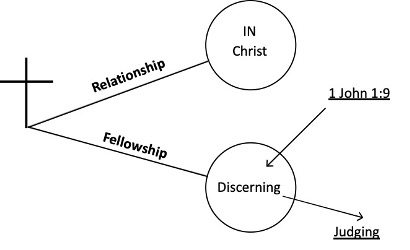 IN
Christ
Relationship
1 John 1:9
Fellowship
Discerning
Judging